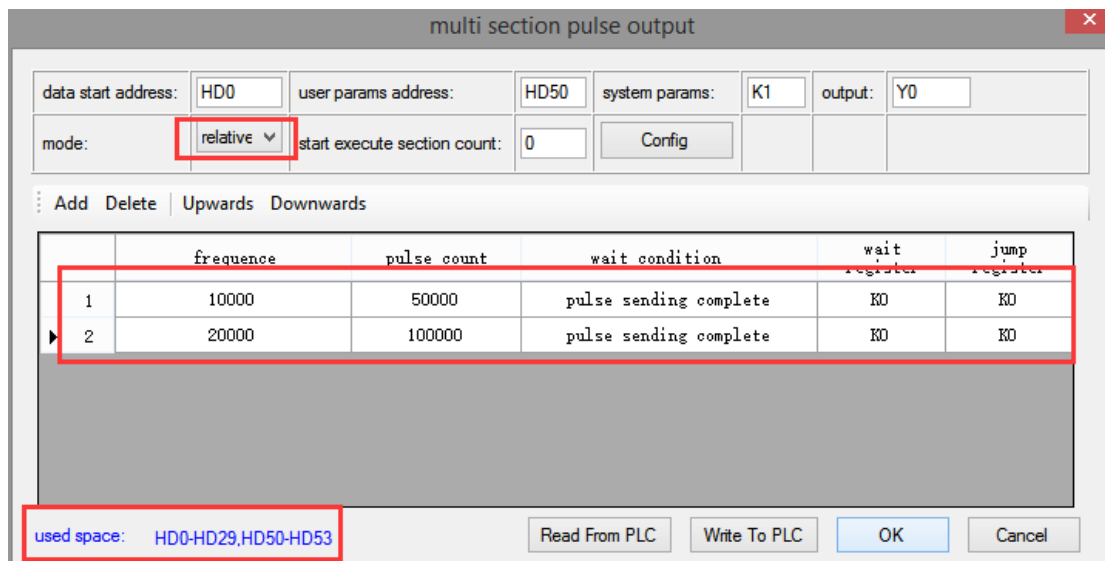 multi section pulse output
data start address: HD0 user params address: HD50 system params: K1 output: Y0
mode: relative start execute section count: 0 Config
Add Delete Upwards Downwards
frequence pulse count wait condition wait register jump register
1 10000 50000 pulse sending complete K0 K0
2 20000 100000 pulse sending complete K0 K0
used space: HD0-HD29,HD50-HD53 Read From PLC Write To PLC OK Cancel